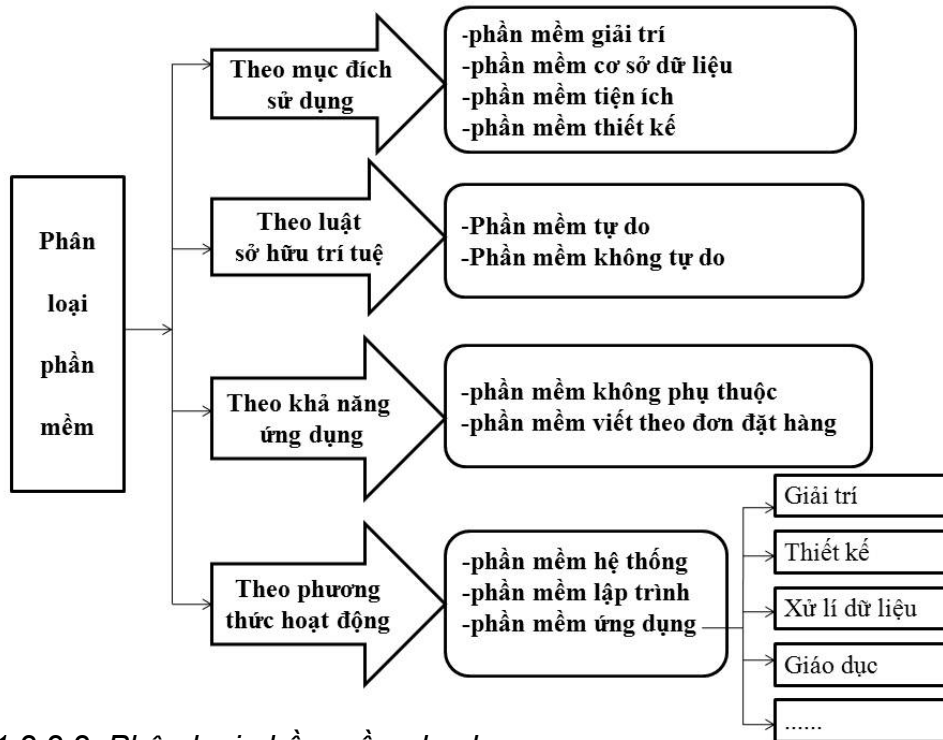 Phân
loại
phần
mềm
Theo mục đích
sử dụng
-phần mềm giải trí
-phần mềm cơ sở dữ liệu
-phần mềm tiện ích
-phần mềm thiết kế
Theo luật
sở hữu trí tuệ
-Phần mềm tự do
-Phần mềm không tự do
Theo khả năng
ứng dụng
-phần mềm không phụ thuộc
-phần mềm viết theo đơn đặt hàng
Theo phương
thức hoạt động
-phần mềm hệ thống
-phần mềm lập trình
-phần mềm ứng dụng
Giải trí
Thiết kế
Xử lí dữ liệu
Giáo dục
......